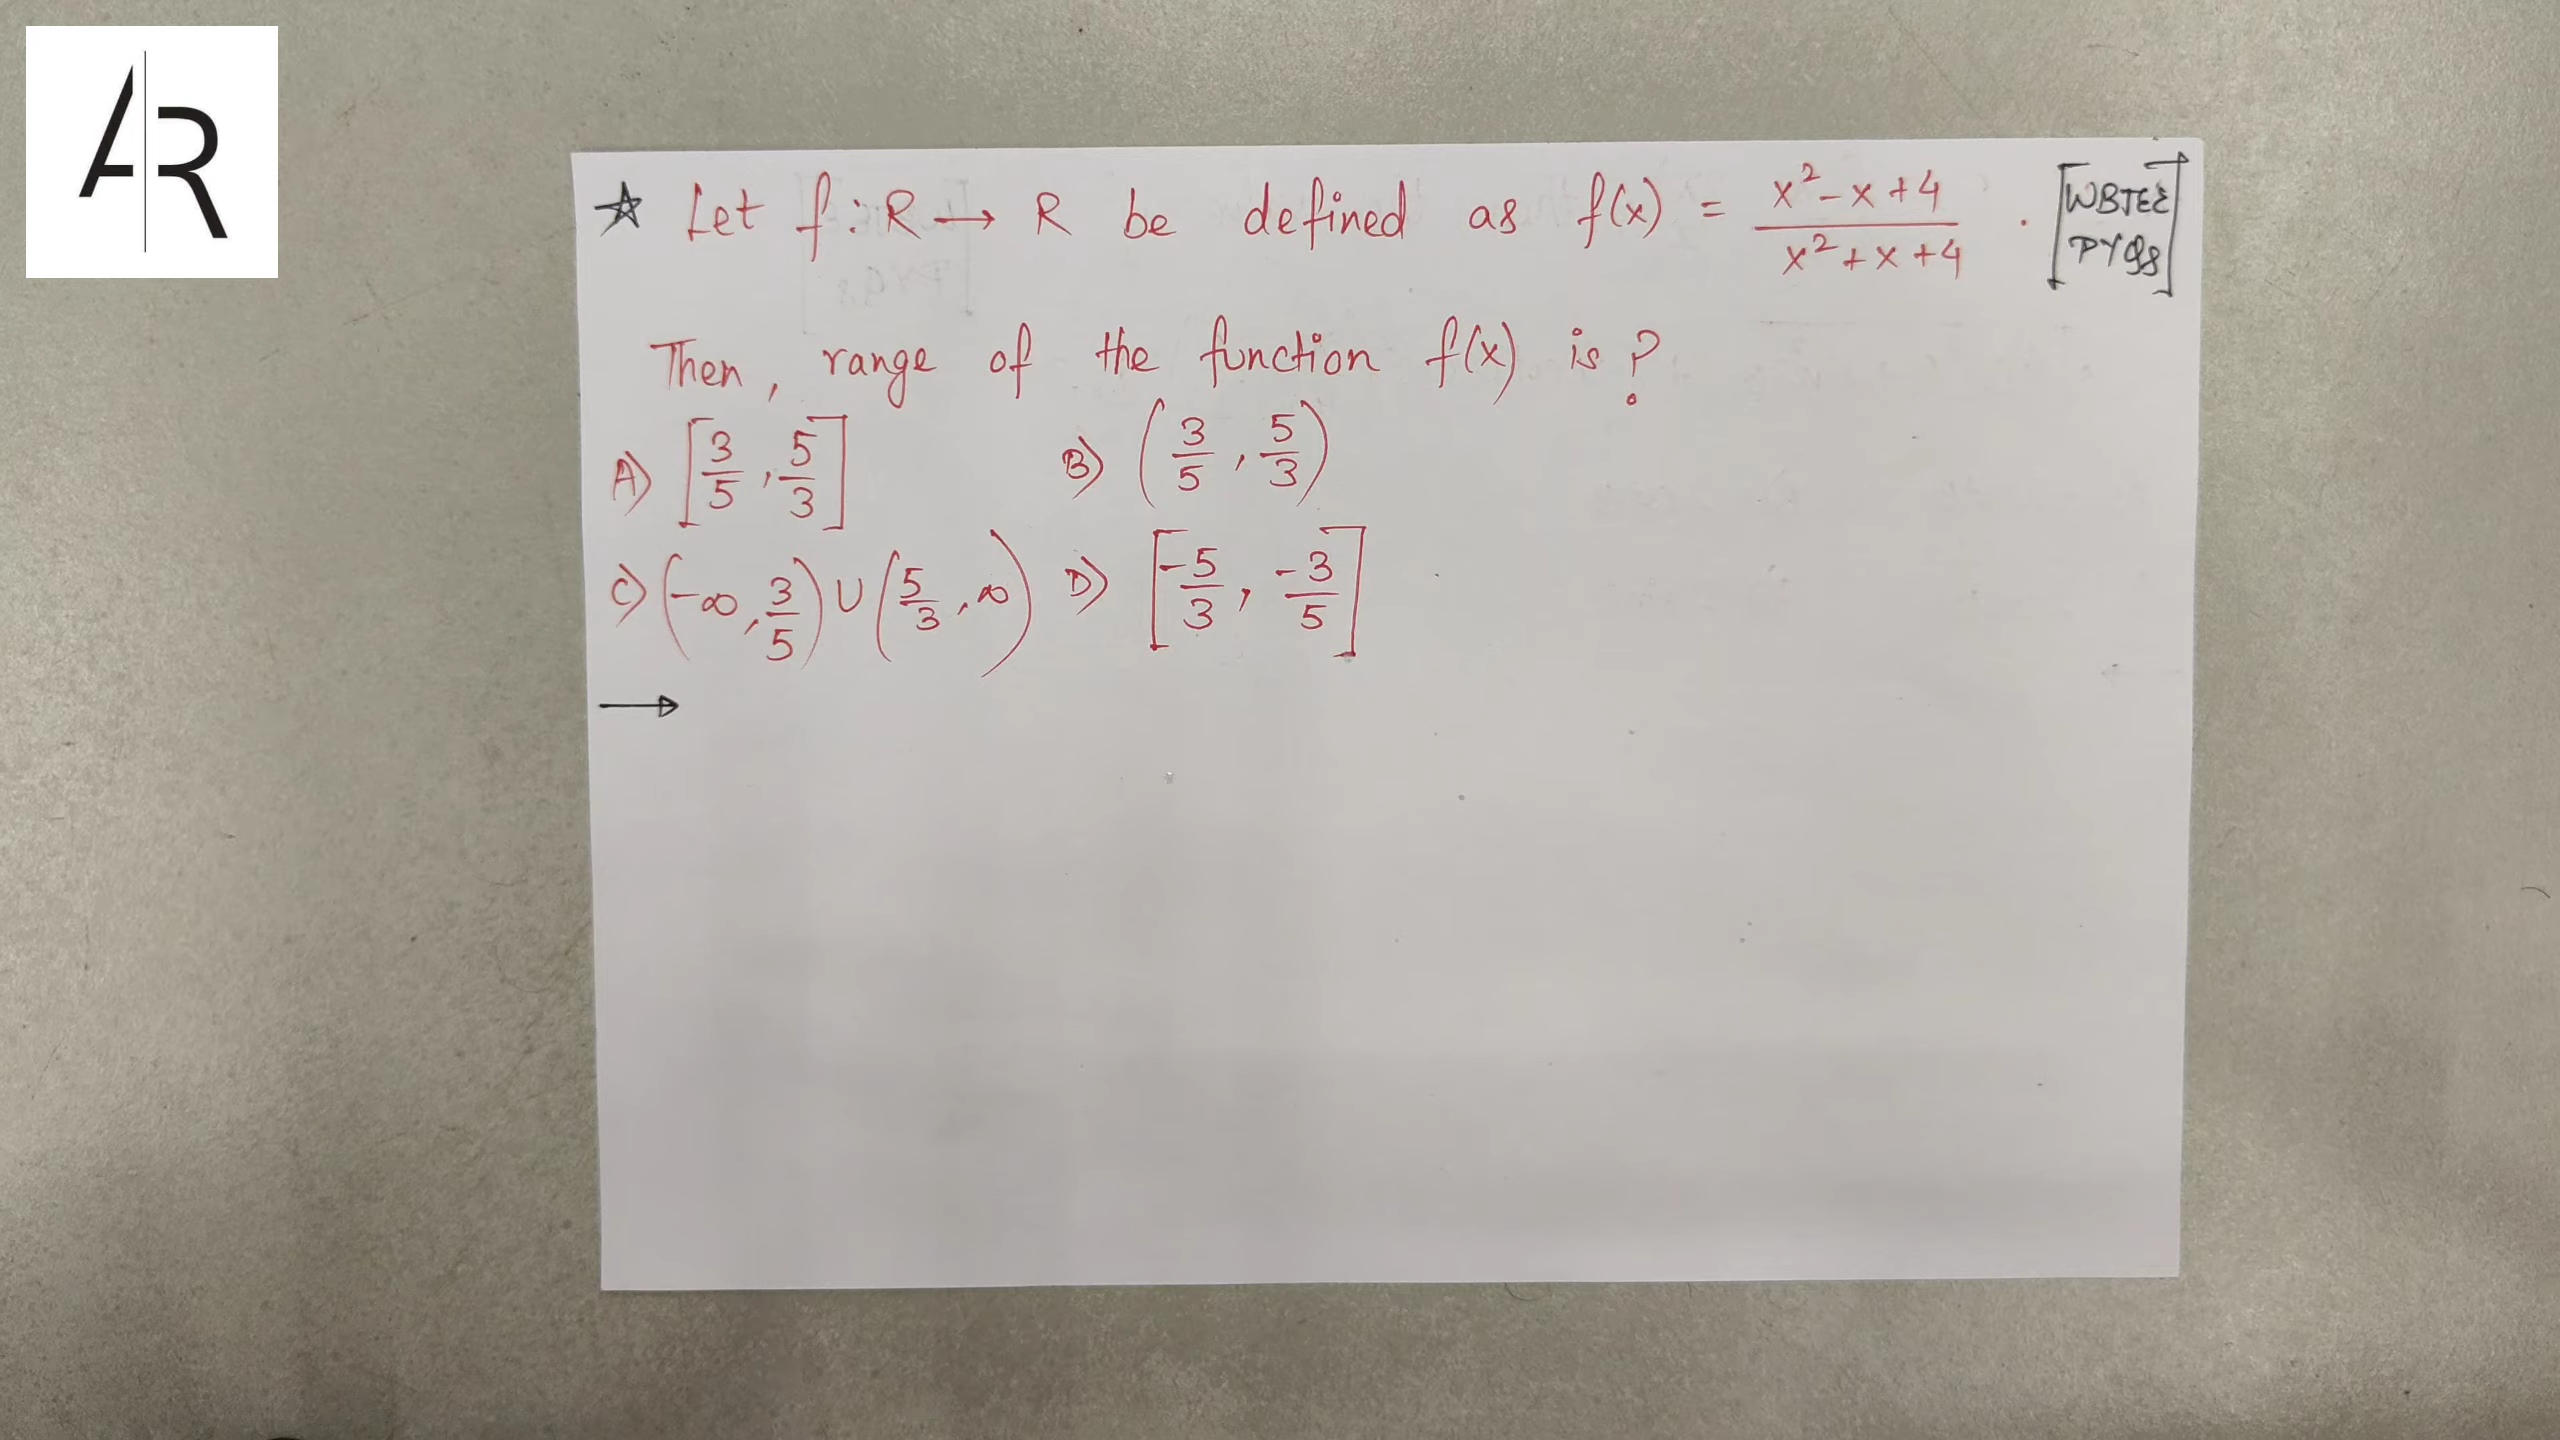 AR
☆ Let f : R → R be defined as f(x) = (x² - x + 4)/(x² + x + 4) . [WBJEE PYQs]
Then, range of the function f(x) is ?
A) [3/5, 5/3] B) (3/5, 5/3)
C) (-∞, 3/5) ∪ (5/3, ∞) D) [-5/3, -3/5]
→